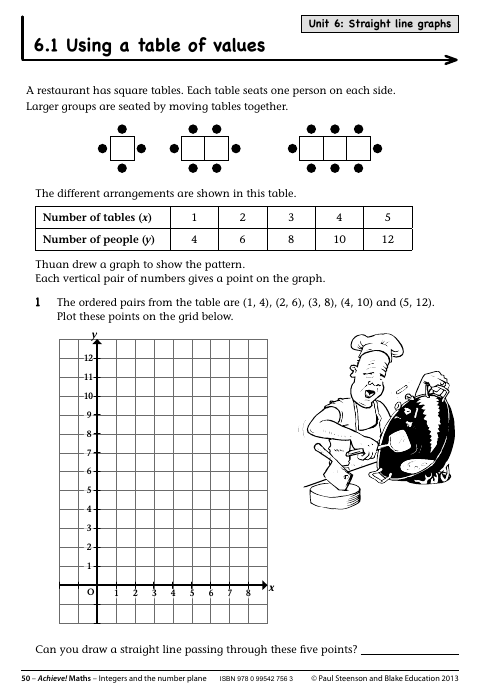 Unit 6: Straight line graphs
6.1 Using a table of values
A restaurant has square tables. Each table seats one person on each side.
Larger groups are seated by moving tables together.
The different arrangements are shown in this table.
Number of tables (x) 1 2 3 4 5
Number of people (y) 4 6 8 10 12
Thuan drew a graph to show the pattern.
Each vertical pair of numbers gives a point on the graph.
1 The ordered pairs from the table are (1, 4), (2, 6), (3, 8), (4, 10) and (5, 12).
Plot these points on the grid below.
y
12
11
10
9
8
7
6
5
4
3
2
1
O 1 2 3 4 5 6 7 8 x
Can you draw a straight line passing through these five points?
50 – Achieve! Maths – Integers and the number plane ISBN 978 0 99542 756 3 © Paul Steenson and Blake Education 2013